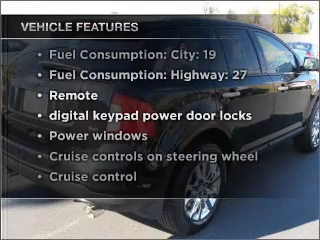 VEHICLE FEATURES
• Fuel Consumption: City: 19
• Fuel Consumption: Highway: 27
• Remote
• digital keypad power door locks
• Power windows
• Cruise controls on steering wheel
• Cruise control